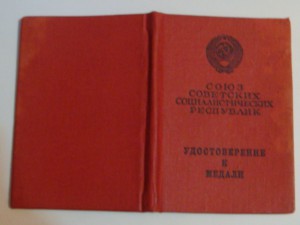 СОЮЗ
СОВЕТСКИХ
СОЦИАЛИСТИЧЕСКИХ
РЕСПУБЛИК
УДОСТОВЕРЕНИЕ
К
МЕДАЛИ